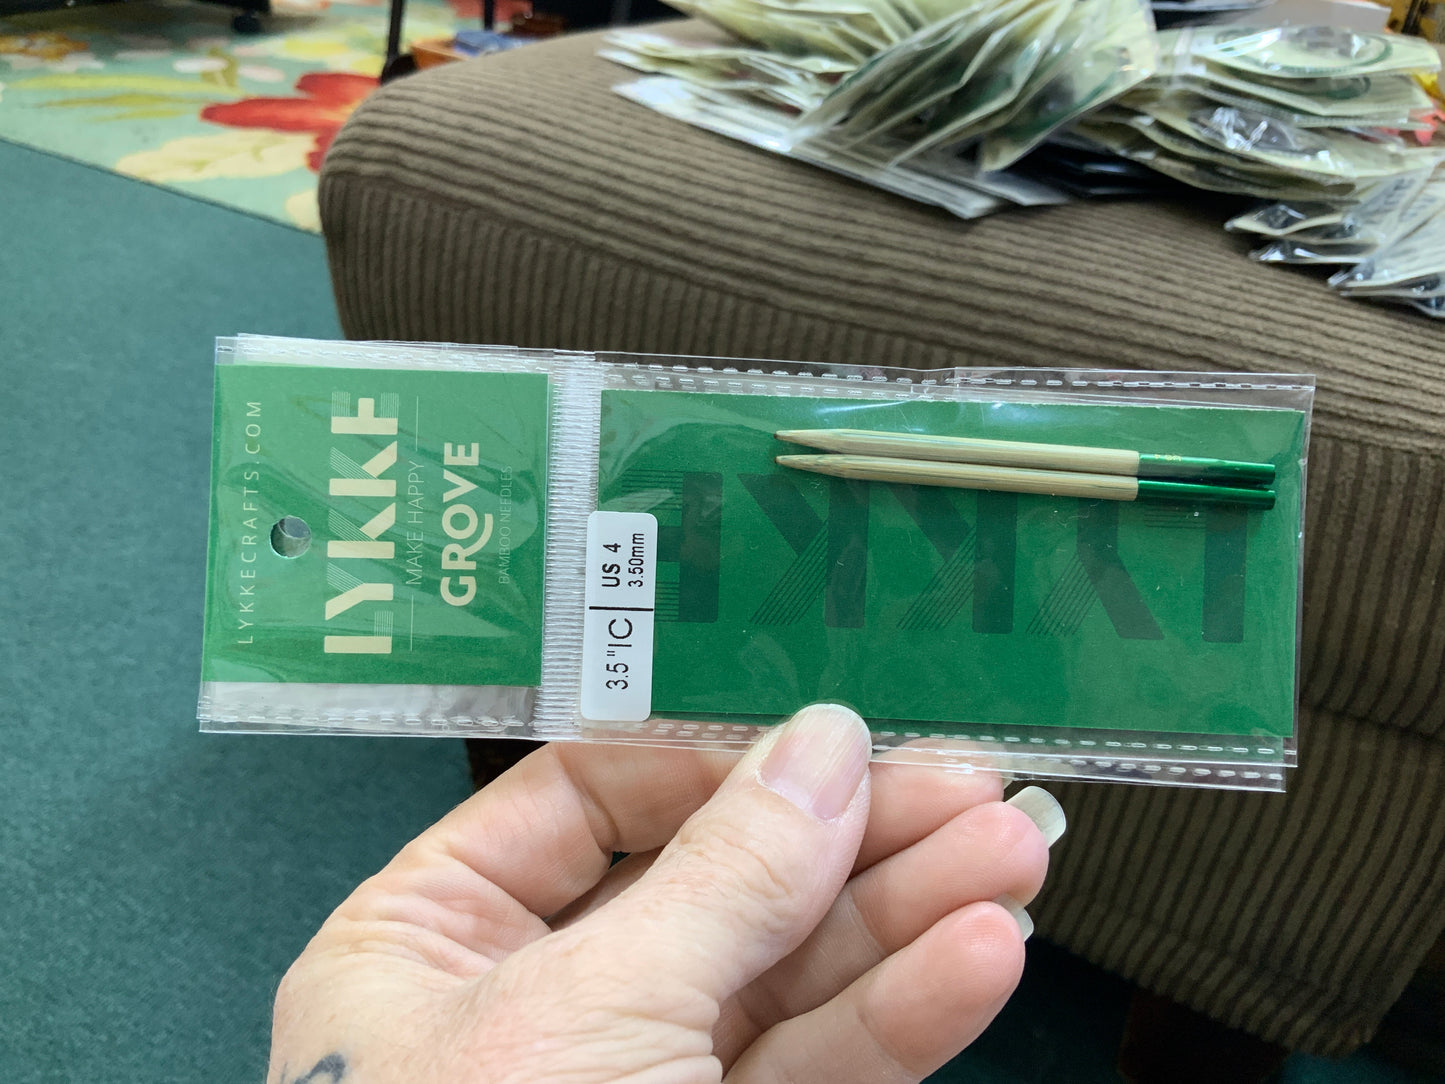 LYKKECRAFTS.COM
LYKKE
MAKE HAPPY
GROVE
BAMBOO NEEDLES
3.5"IC
US 4
3.50mm
LYKKE